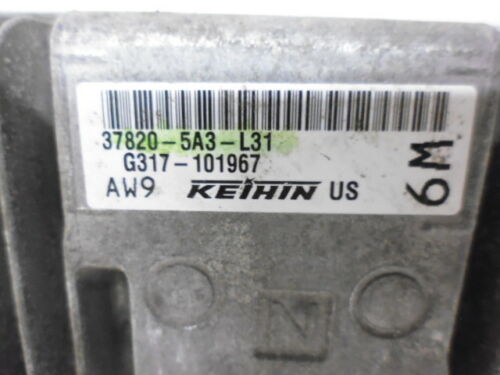 37820-5A3-L31
G317-101967
AW9 KEIHIN US
6M
N